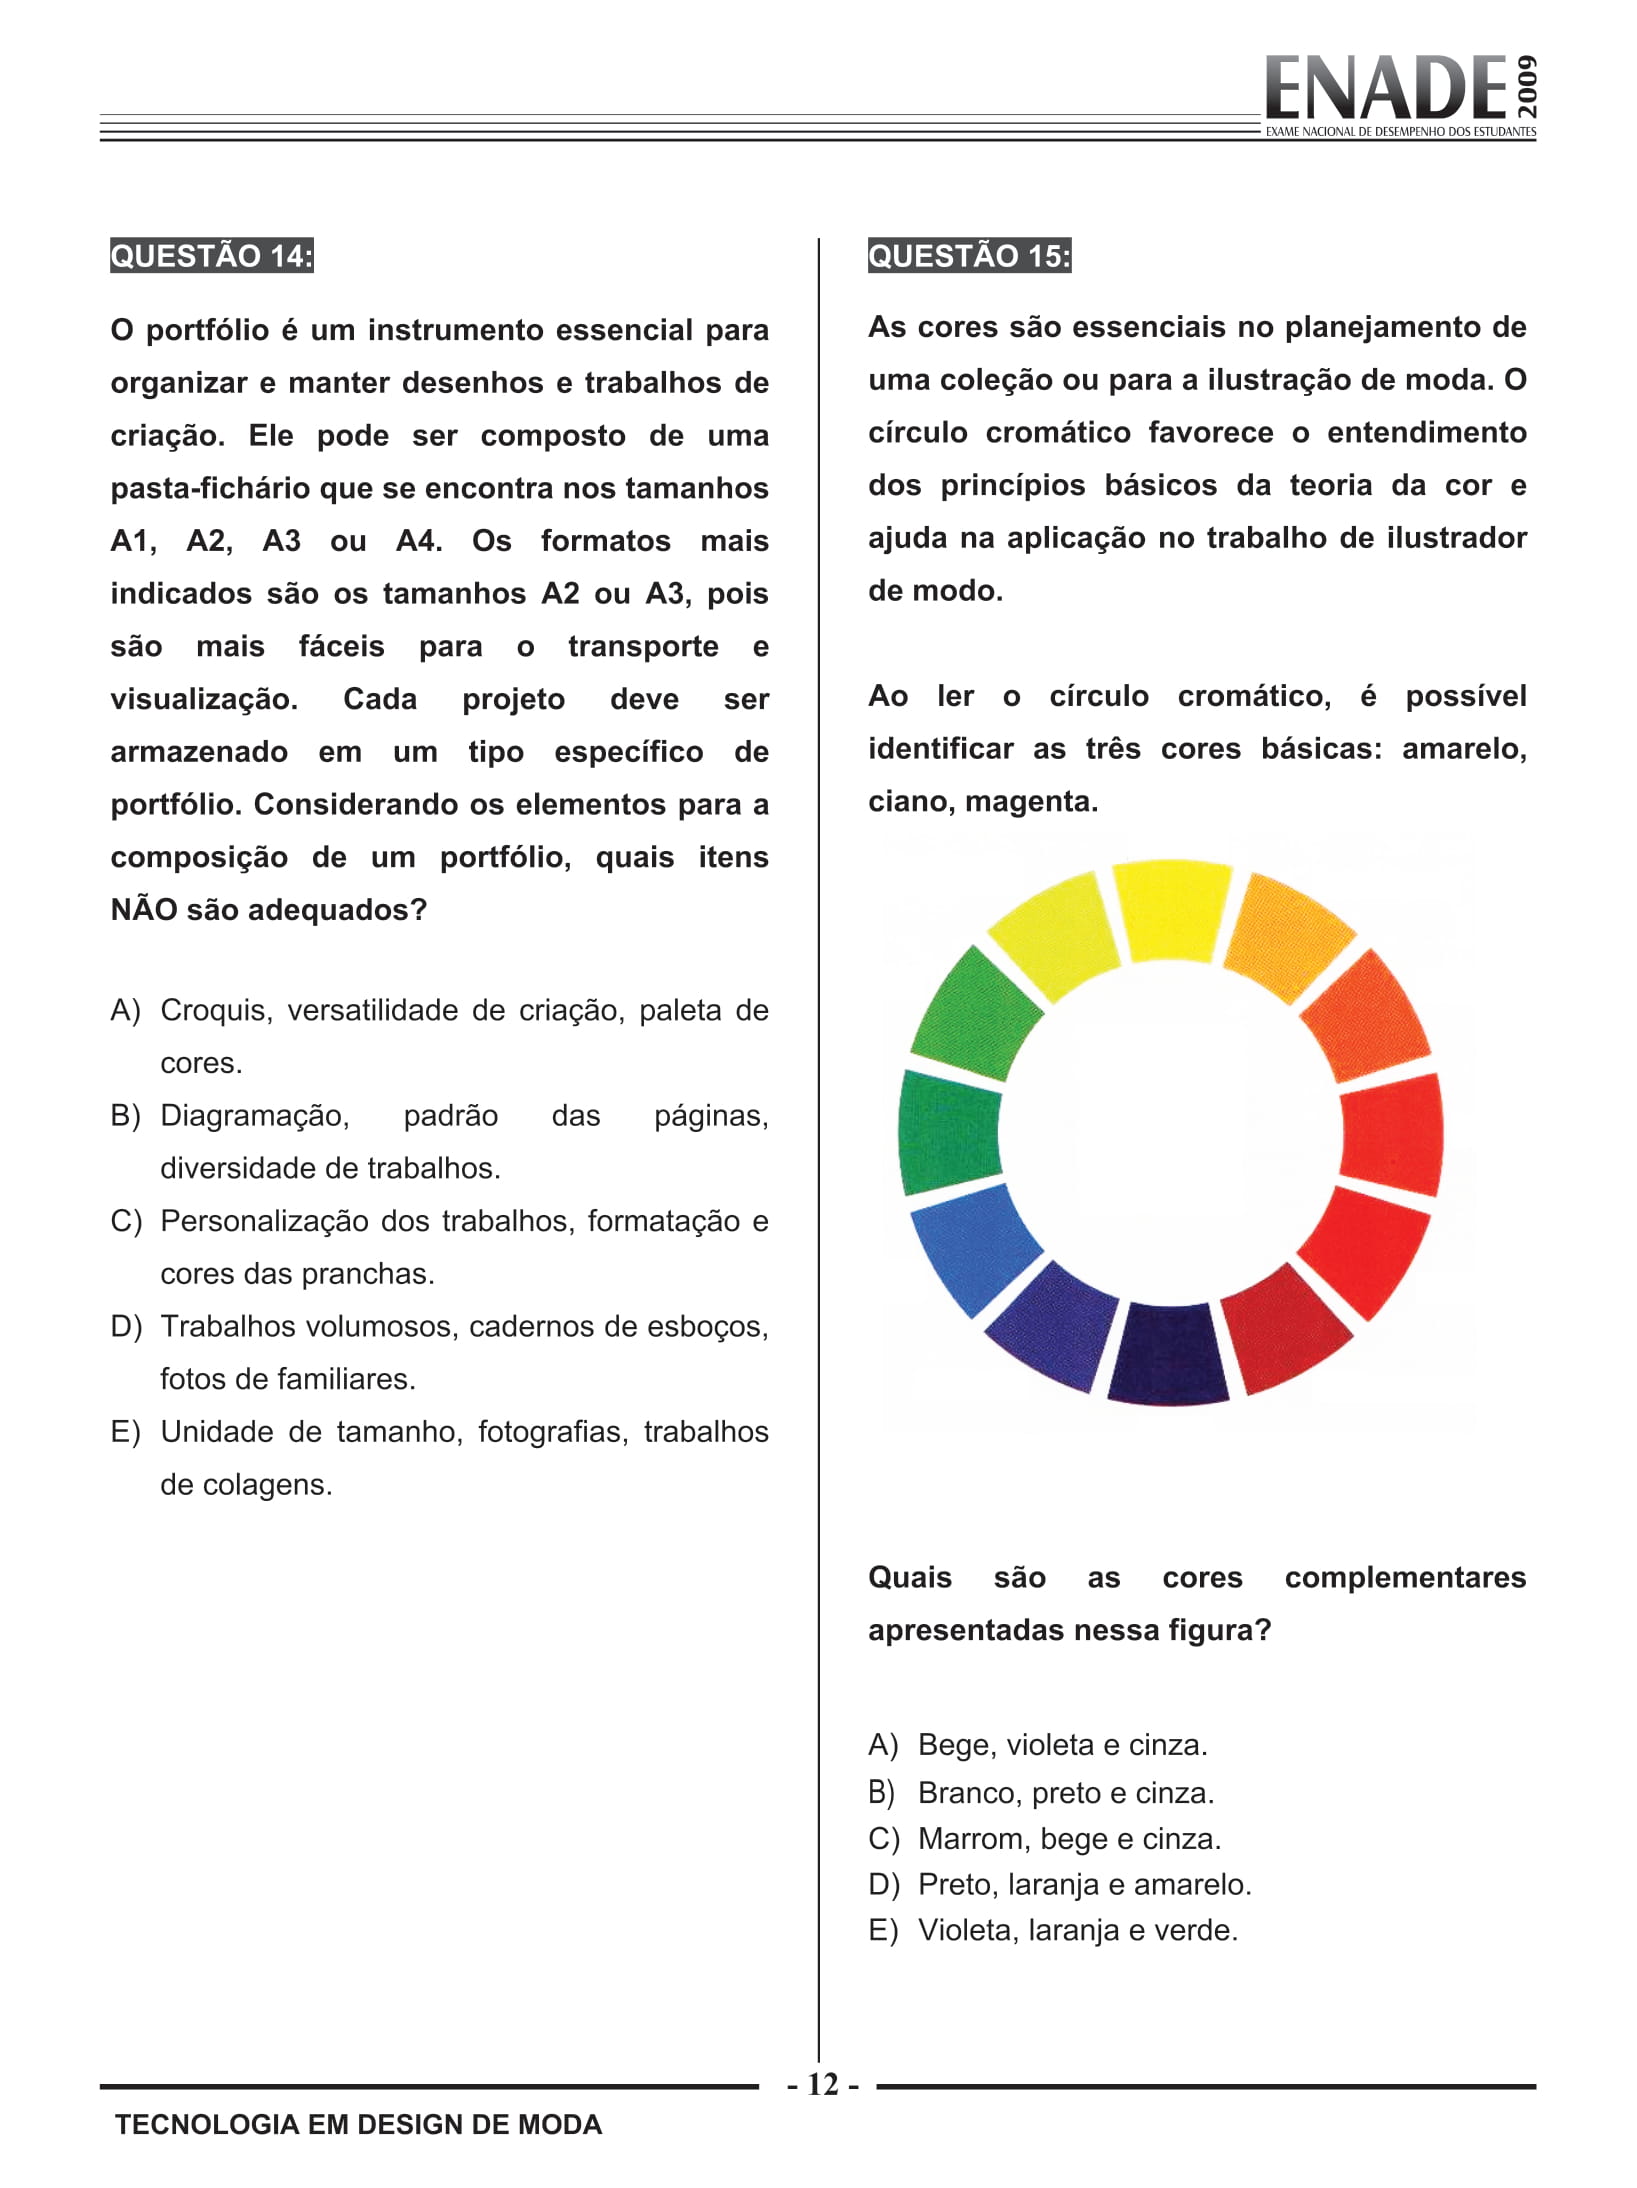 ENADE 2009
EXAME NACIONAL DE DESEMPENHO DOS ESTUDANTES
QUESTÃO 14:
O portfólio é um instrumento essencial para
organizar e manter desenhos e trabalhos de
criação. Ele pode ser composto de uma
pasta-fichário que se encontra nos tamanhos
A1, A2, A3 ou A4. Os formatos mais
indicados são os tamanhos A2 ou A3, pois
são mais fáceis para o transporte e
visualização. Cada projeto deve ser
armazenado em um tipo específico de
portfólio. Considerando os elementos para a
composição de um portfólio, quais itens
NÃO são adequados?
A) Croquis, versatilidade de criação, paleta de
cores.
B) Diagramação, padrão das páginas,
diversidade de trabalhos.
C) Personalização dos trabalhos, formatação e
cores das pranchas.
D) Trabalhos volumosos, cadernos de esboços,
fotos de familiares.
E) Unidade de tamanho, fotografias, trabalhos
de colagens.
QUESTÃO 15:
As cores são essenciais no planejamento de
uma coleção ou para a ilustração de moda. O
círculo cromático favorece o entendimento
dos princípios básicos da teoria da cor e
ajuda na aplicação no trabalho de ilustrador
de modo.
Ao ler o círculo cromático, é possível
identificar as três cores básicas: amarelo,
ciano, magenta.
Quais são as cores complementares
apresentadas nessa figura?
A) Bege, violeta e cinza.
B) Branco, preto e cinza.
C) Marrom, bege e cinza.
D) Preto, laranja e amarelo.
E) Violeta, laranja e verde.
- 12 -
TECNOLOGIA EM DESIGN DE MODA